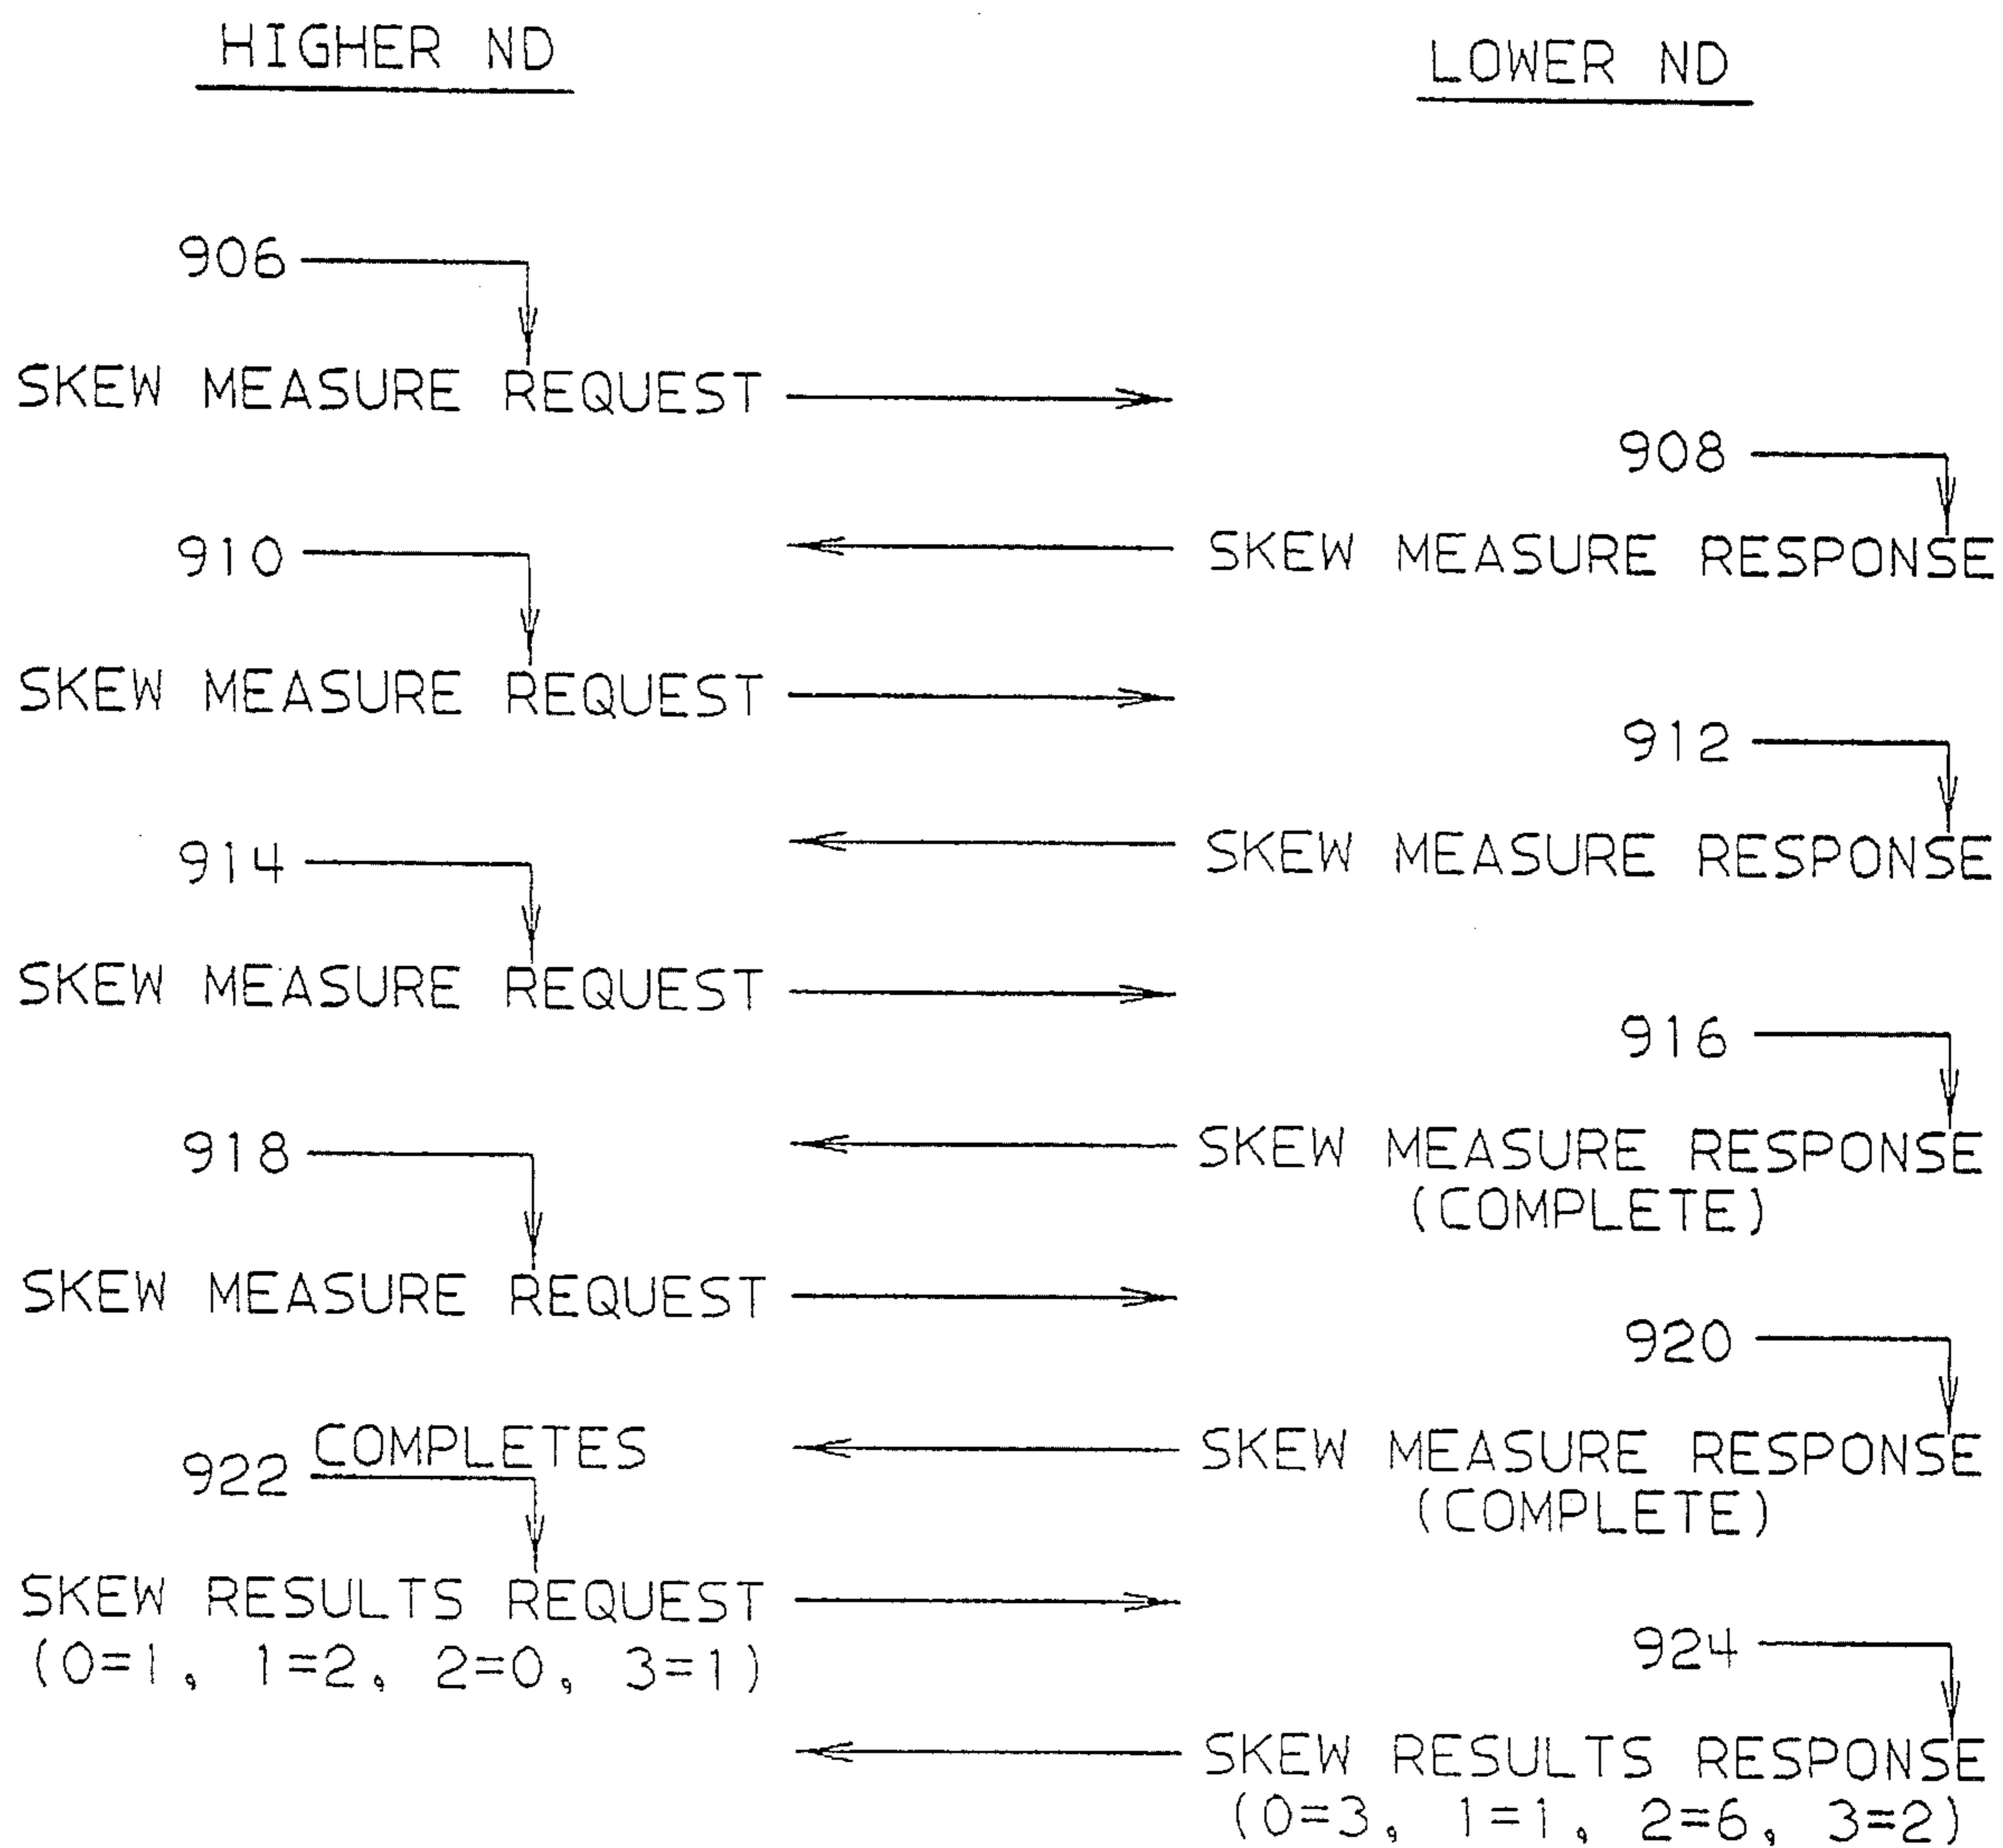 HIGHER ND
LOWER ND
906
SKEW MEASURE REQUEST
908
SKEW MEASURE RESPONSE
910
SKEW MEASURE REQUEST
912
SKEW MEASURE RESPONSE
914
SKEW MEASURE REQUEST
916
SKEW MEASURE RESPONSE
(COMPLETE)
918
SKEW MEASURE REQUEST
920
SKEW MEASURE RESPONSE
(COMPLETE)
922 COMPLETES
SKEW RESULTS REQUEST
(0=1, 1=2, 2=0, 3=1)
924
SKEW RESULTS RESPONSE
(0=3, 1=1, 2=6, 3=2)